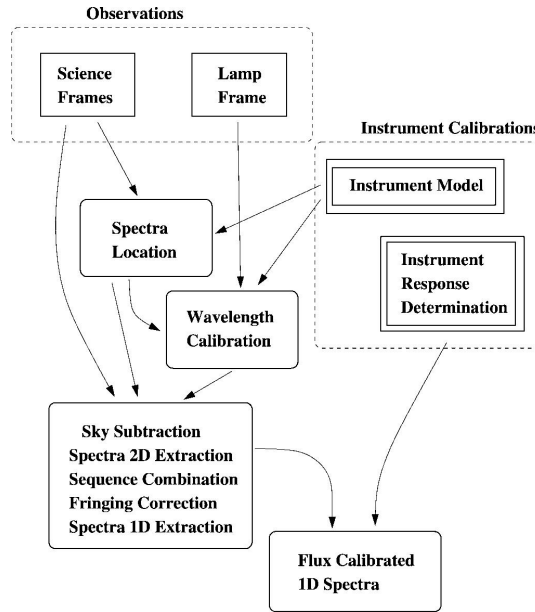 Observations
Science
Frames
Lamp
Frame
Instrument Calibrations
Instrument Model
Spectra
Location
Instrument
Response
Determination
Wavelength
Calibration
Sky Subtraction
Spectra 2D Extraction
Sequence Combination
Fringing Correction
Spectra 1D Extraction
Flux Calibrated
1D Spectra